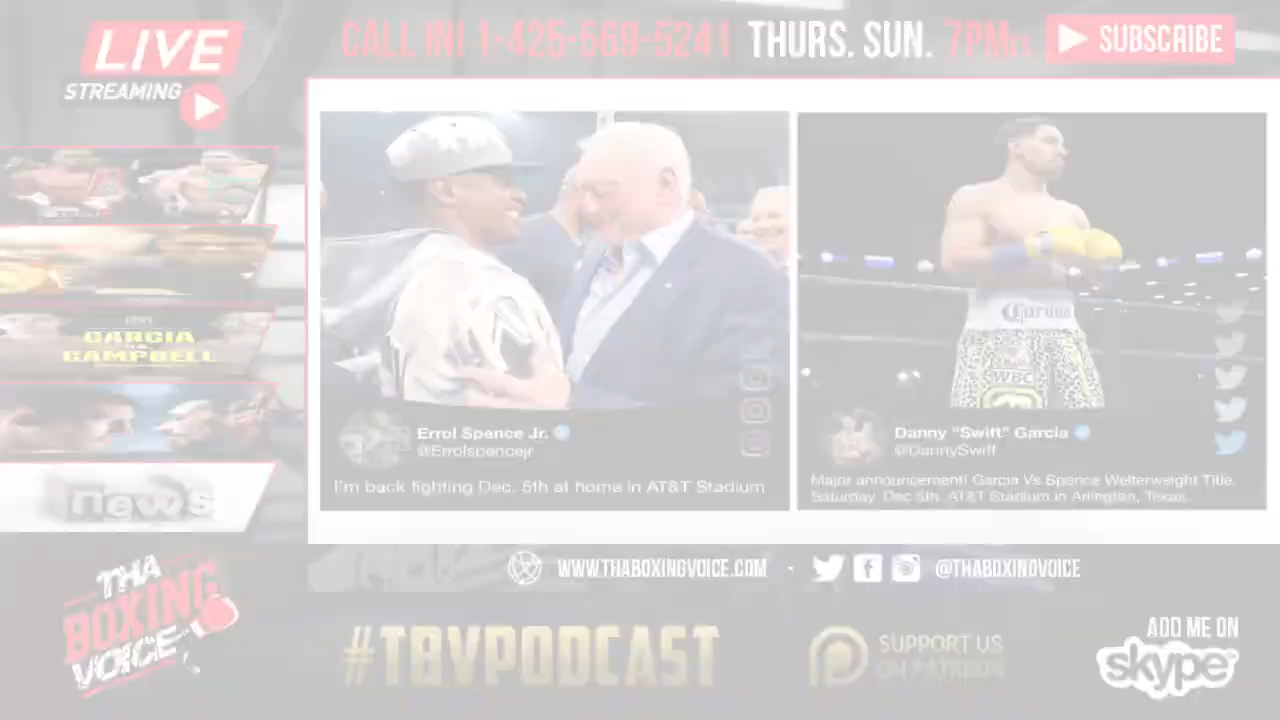 LIVE
STREAMING
CALL IN! 1-425-569-5241 THURS. SUN. 7PM
SUBSCRIBE
GARCIA
CAMPBELL
news
Corona
WBC
Errol Spence Jr.
@Errolspencejr
I'm back fighting Dec. 5th at home in AT&T Stadium
Danny "Swift" Garcia
@DannySwift
Major announcement! Garcia Vs Spence Welterweight Title.
Saturday, Dec 5th, AT&T Stadium in Arlington, Texas.
THA
BOXING
VOICE
WWW.THABOXINGVOICE.COM - @THABOXINGVOICE
#TBVPODCAST
SUPPORT US
ON PATREON
ADD ME ON
skype